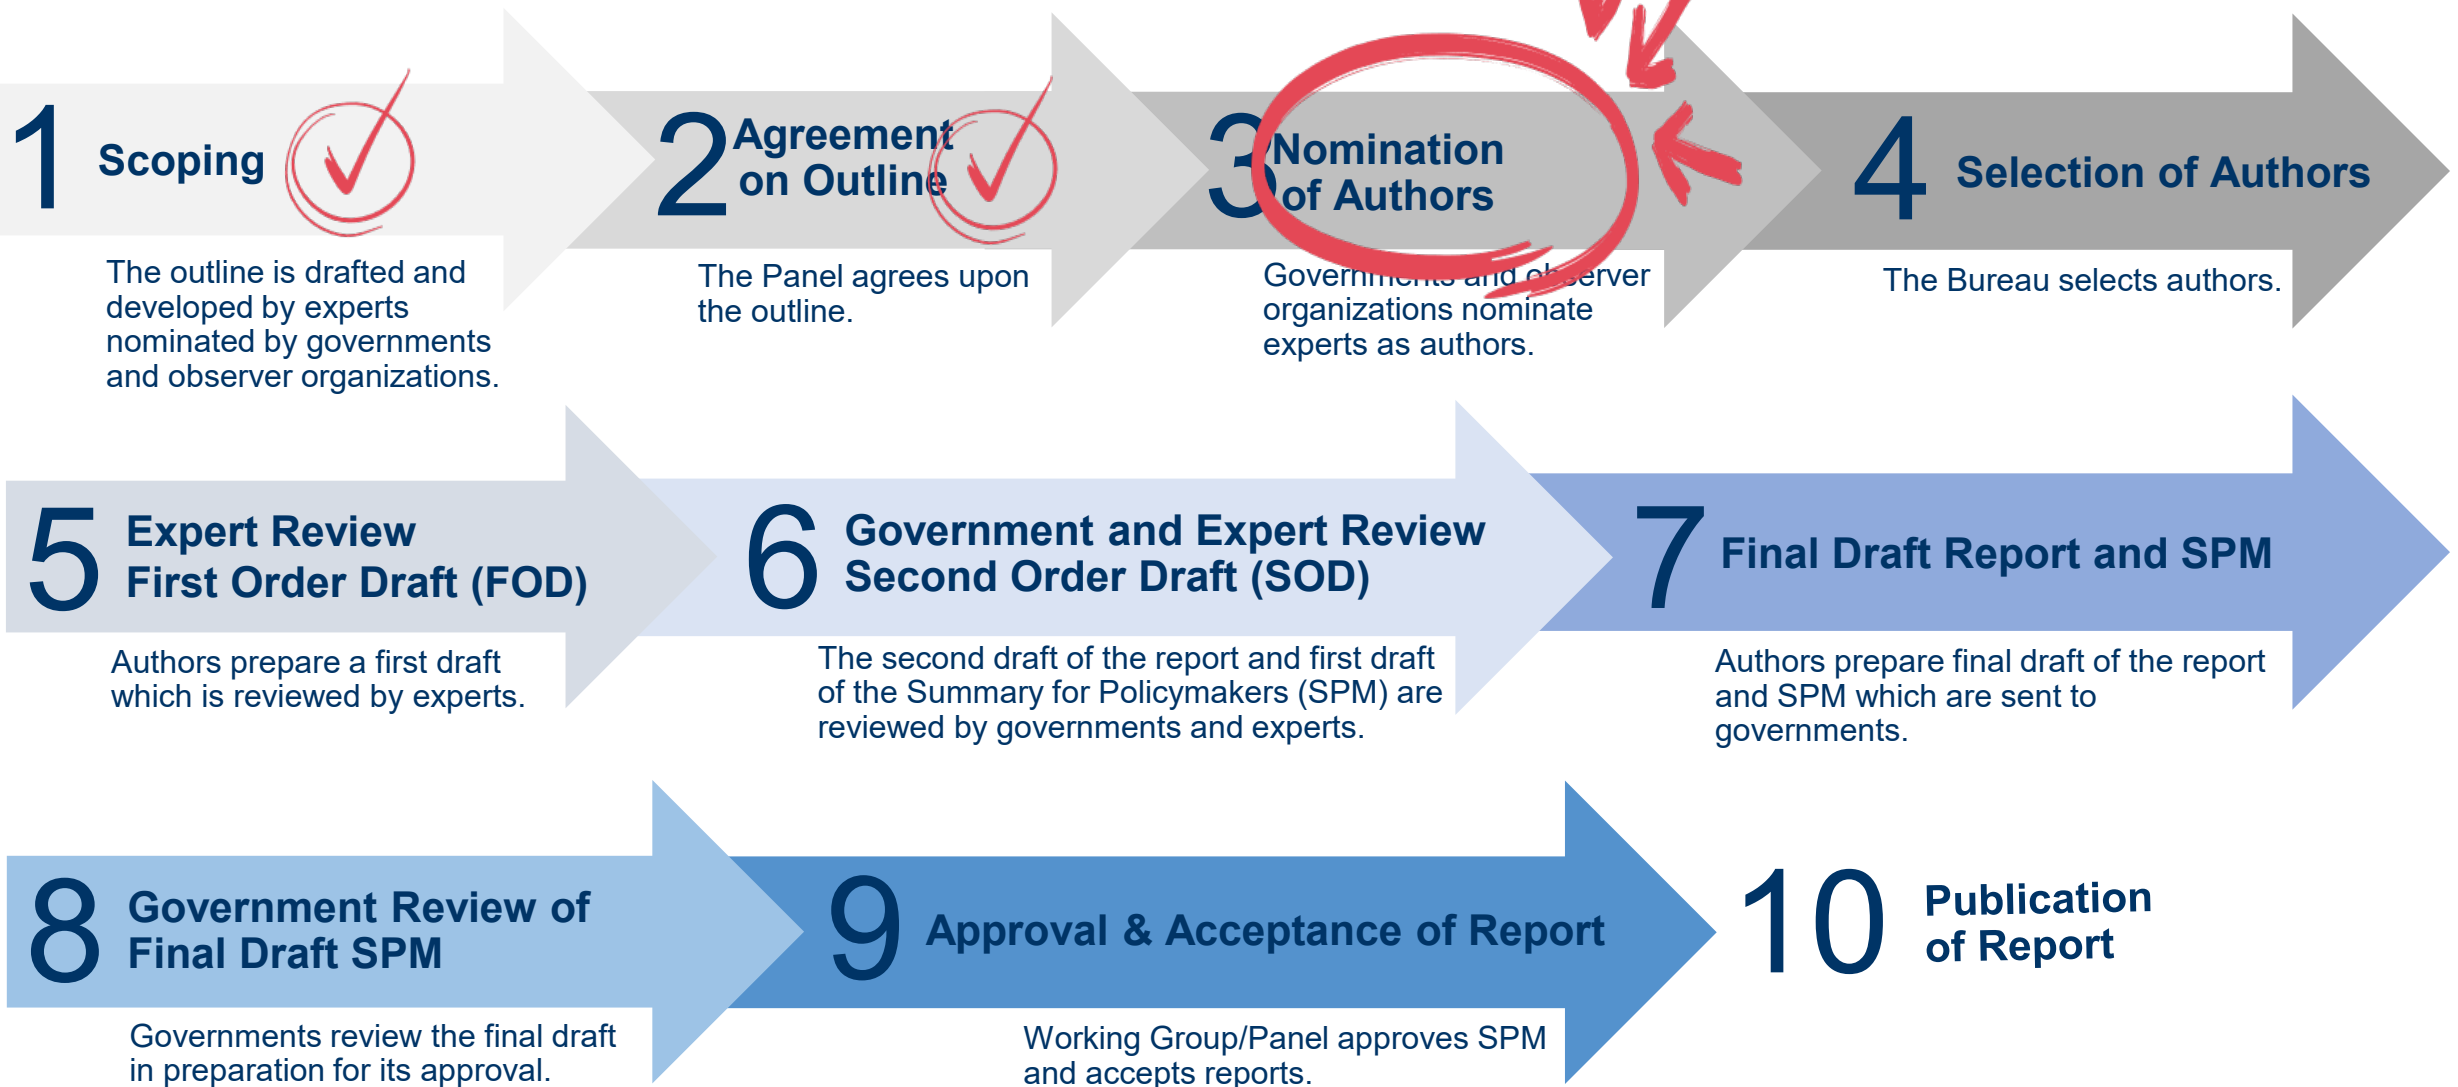 1 Scoping
The outline is drafted and
developed by experts
nominated by governments
and observer organizations.
2 Agreement
on Outline
The Panel agrees upon
the outline.
3 Nomination
of Authors
Governments and observer
organizations nominate
experts as authors.
4 Selection of Authors
The Bureau selects authors.
5 Expert Review
First Order Draft (FOD)
Authors prepare a first draft
which is reviewed by experts.
6 Government and Expert Review
Second Order Draft (SOD)
The second draft of the report and first draft
of the Summary for Policymakers (SPM) are
reviewed by governments and experts.
7 Final Draft Report and SPM
Authors prepare final draft of the report
and SPM which are sent to
governments.
8 Government Review of
Final Draft SPM
Governments review the final draft
in preparation for its approval.
9 Approval & Acceptance of Report
Working Group/Panel approves SPM
and accepts reports.
10 Publication
of Report